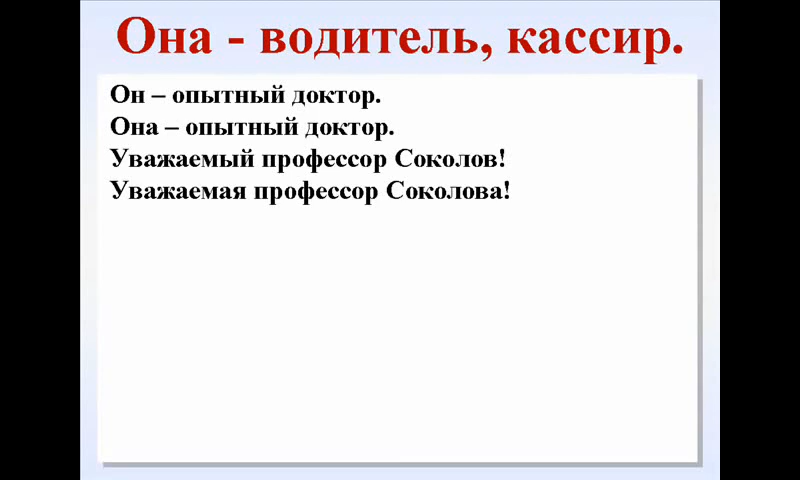 Она - водитель, кассир.
Он – опытный доктор.
Она – опытный доктор.
Уважаемый профессор Соколов!
Уважаемая профессор Соколова!